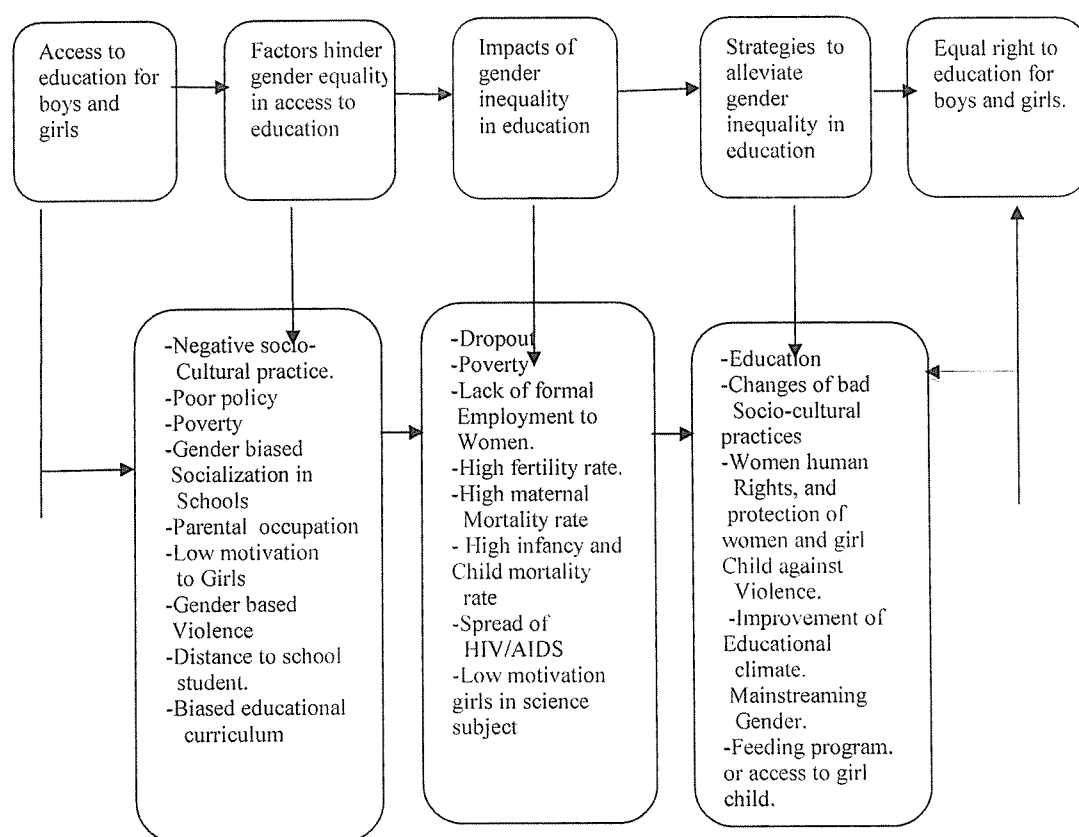 Access to
education for
boys and
girls
Factors hinder
gender equality
in access to
education
Impacts of
gender
inequality
in education
Strategies to
alleviate
gender
inequality in
education
Equal right to
education for
boys and girls.
-Negative socio-
Cultural practice.
-Poor policy
-Poverty
-Gender biased
Socialization in
Schools
-Parental occupation
-Low motivation
to Girls
-Gender based
Violence
-Distance to school
student.
-Biased educational
curriculum
-Dropout
-Poverty
-Lack of formal
Employment to
Women.
-High fertility rate.
-High maternal
Mortality rate
- High infancy and
Child mortality
rate
-Spread of
HIV/AIDS
-Low motivation
girls in science
subject
-Education
-Changes of bad
Socio-cultural
practices
-Women human
Rights, and
protection of
women and girl
Child against
Violence.
-Improvement of
Educational
climate.
Mainstreaming
Gender.
-Feeding program.
or access to girl
child.